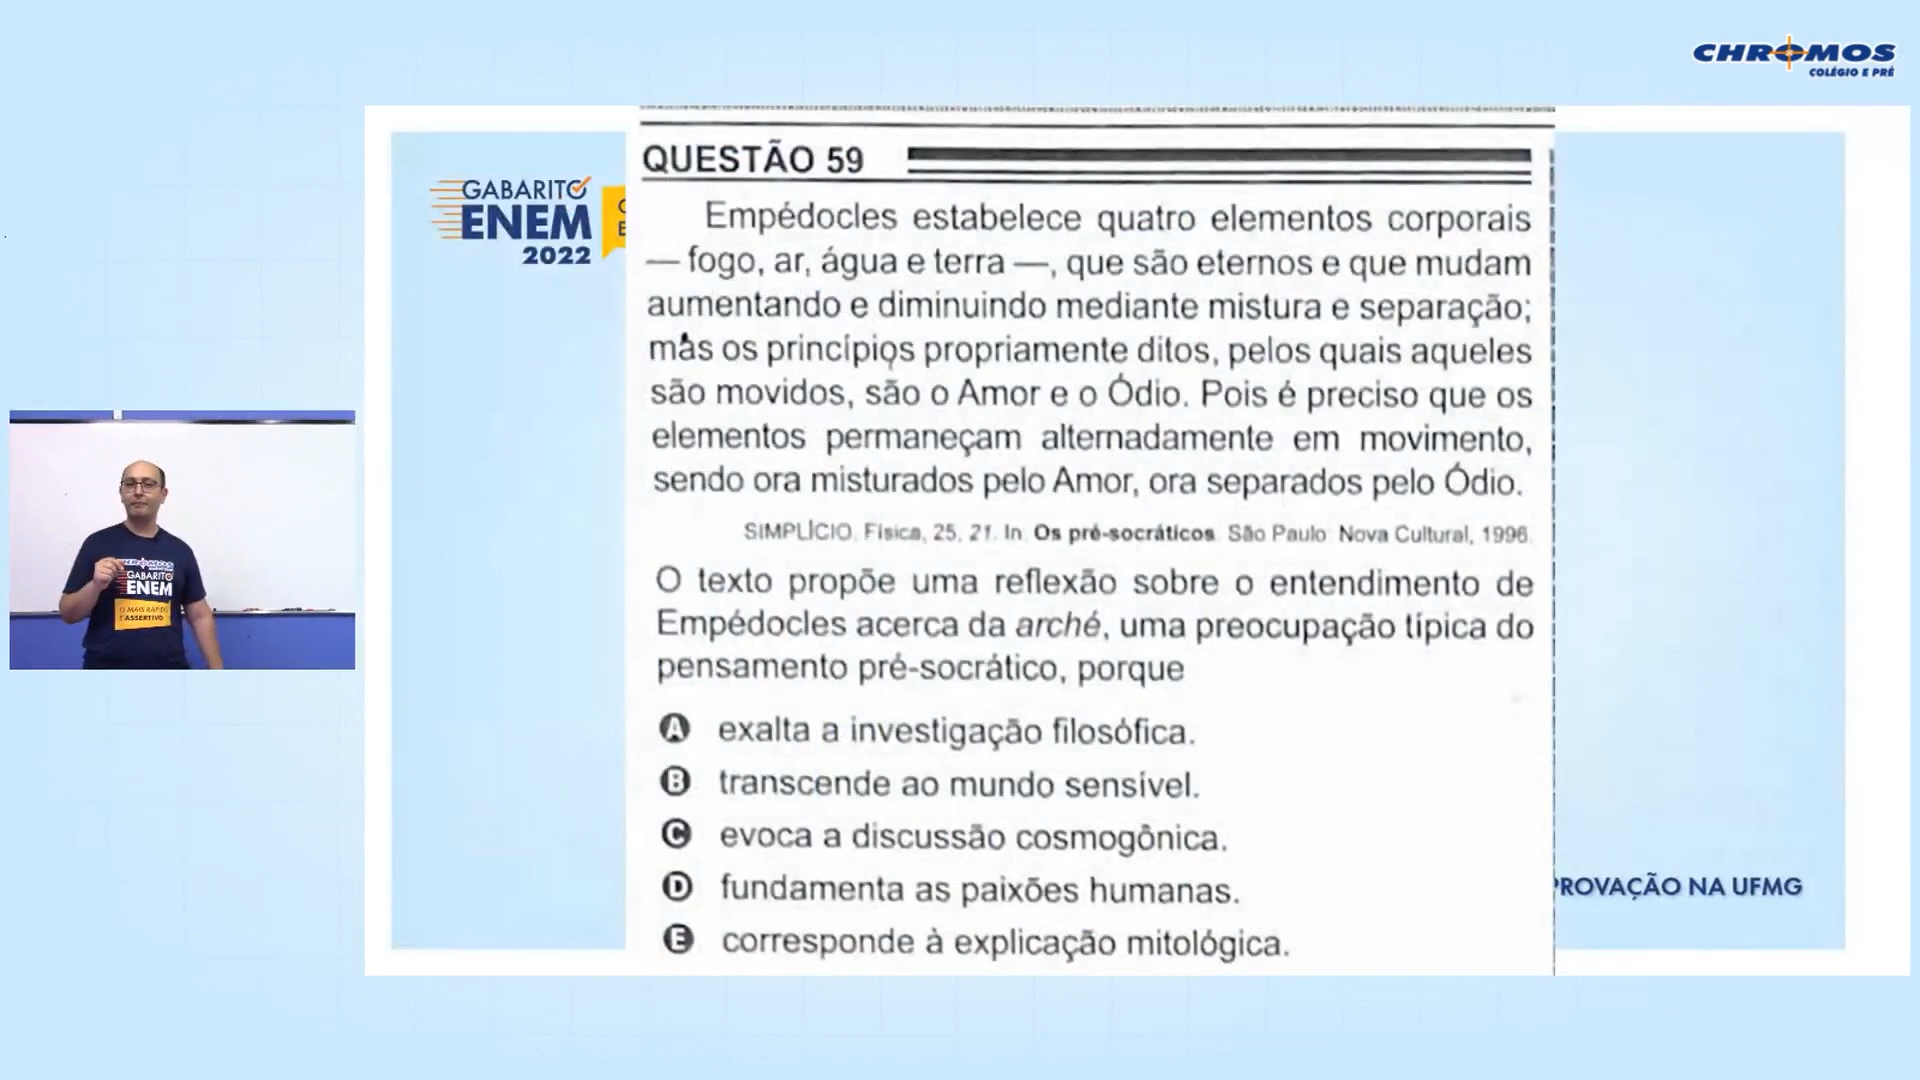 CHROMOS
COLÉGIO E PRÉ
GABARITO
ENEM
2022
QUESTÃO 59
Empédocles estabelece quatro elementos corporais
— fogo, ar, água e terra —, que são eternos e que mudam
aumentando e diminuindo mediante mistura e separação;
mas os princípios propriamente ditos, pelos quais aqueles
são movidos, são o Amor e o Ódio. Pois é preciso que os
elementos permaneçam alternadamente em movimento,
sendo ora misturados pelo Amor, ora separados pelo Ódio.
SIMPLÍCIO. Física, 25, 21. In: Os pré-socráticos. São Paulo: Nova Cultural, 1996.
O texto propõe uma reflexão sobre o entendimento de
Empédocles acerca da arché, uma preocupação típica do
pensamento pré-socrático, porque
A exalta a investigação filosófica.
B transcende ao mundo sensível.
C evoca a discussão cosmogônica.
D fundamenta as paixões humanas.
E corresponde à explicação mitológica.
PROVAÇÃO NA UFMG
CHROMOS
GABARITO
ENEM
O MAIS RÁPIDO
E ASSERTIVO